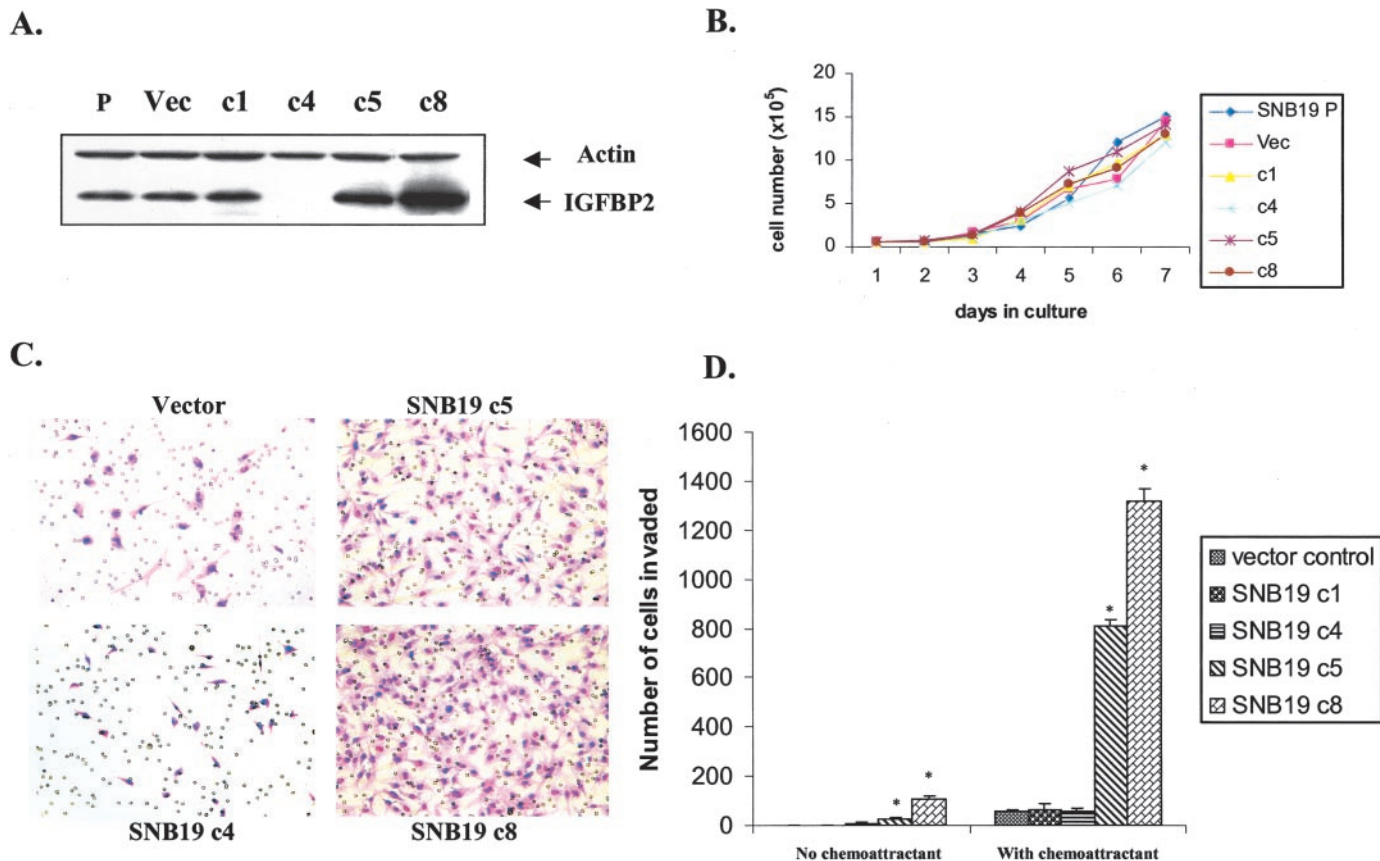 A.
P Vec c1 c4 c5 c8
Actin
IGFBP2
B.
cell number (x10⁵)
20
15
10
5
0
1 2 3 4 5 6 7
days in culture
SNB19 P
Vec
c1
c4
c5
c8
C.
Vector SNB19 c5
SNB19 c4 SNB19 c8
D.
Number of cells invaded
1600
1400
1200
1000
800
600
400
200
0
* * * *
No chemoattractant With chemoattractant
vector control
SNB19 c1
SNB19 c4
SNB19 c5
SNB19 c8